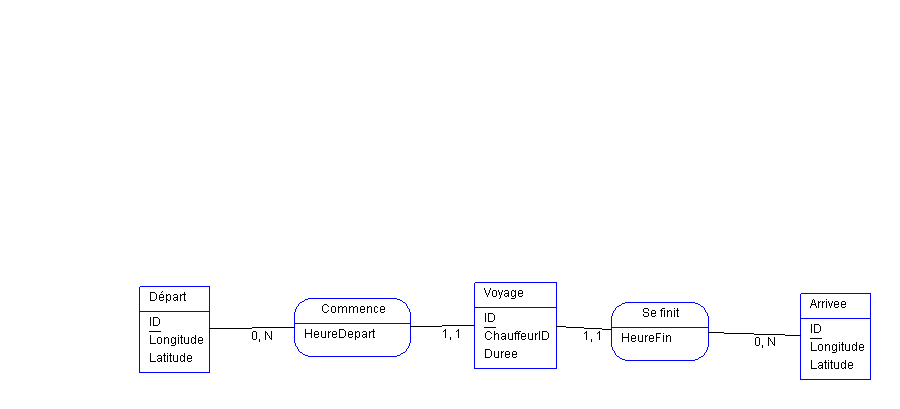 Départ
ID
Longitude
Latitude
0, N
Commence
HeureDepart
1, 1
Voyage
ID
ChauffeurID
Duree
1, 1
Se finit
HeureFin
0, N
Arrivee
ID
Longitude
Latitude